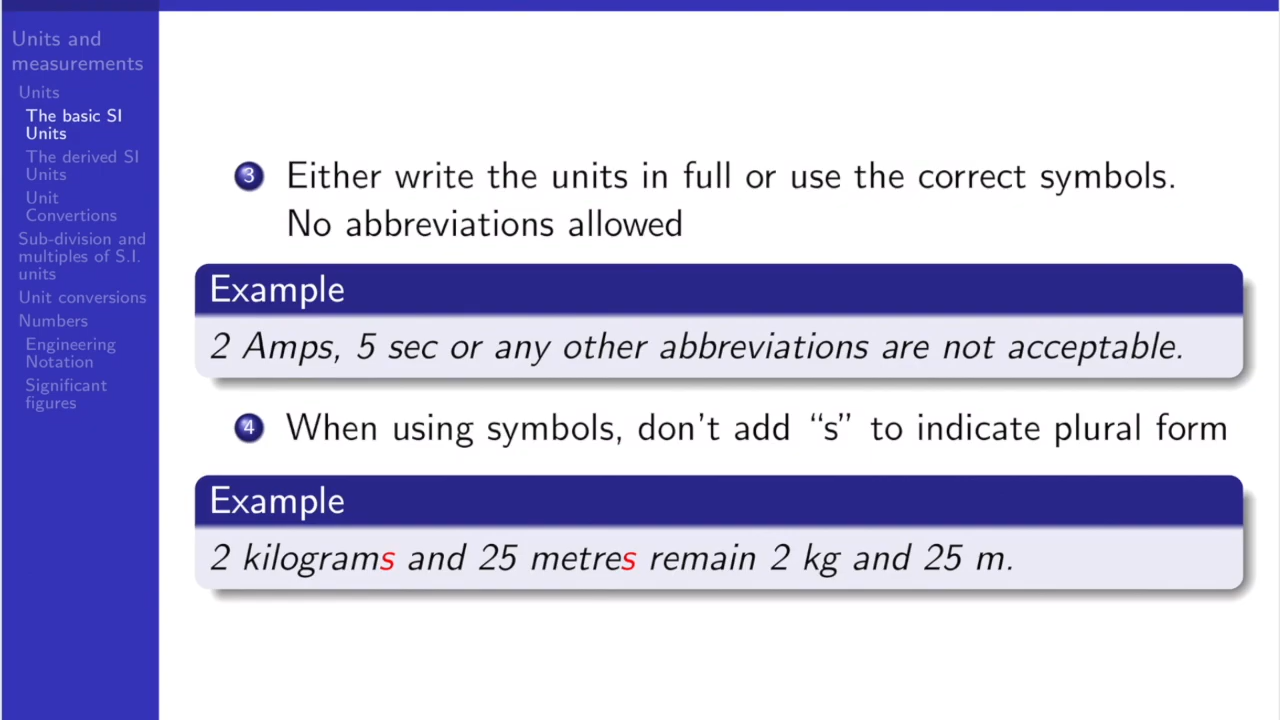 Units and
measurements
Units
The basic SI
Units
The derived SI
Units
Unit
Convertions
Sub-division and
multiples of S.I.
units
Unit conversions
Numbers
Engineering
Notation
Significant
figures
3 Either write the units in full or use the correct symbols.
No abbreviations allowed
Example
2 Amps, 5 sec or any other abbreviations are not acceptable.
4 When using symbols, don't add “s” to indicate plural form
Example
2 kilograms and 25 metres remain 2 kg and 25 m.